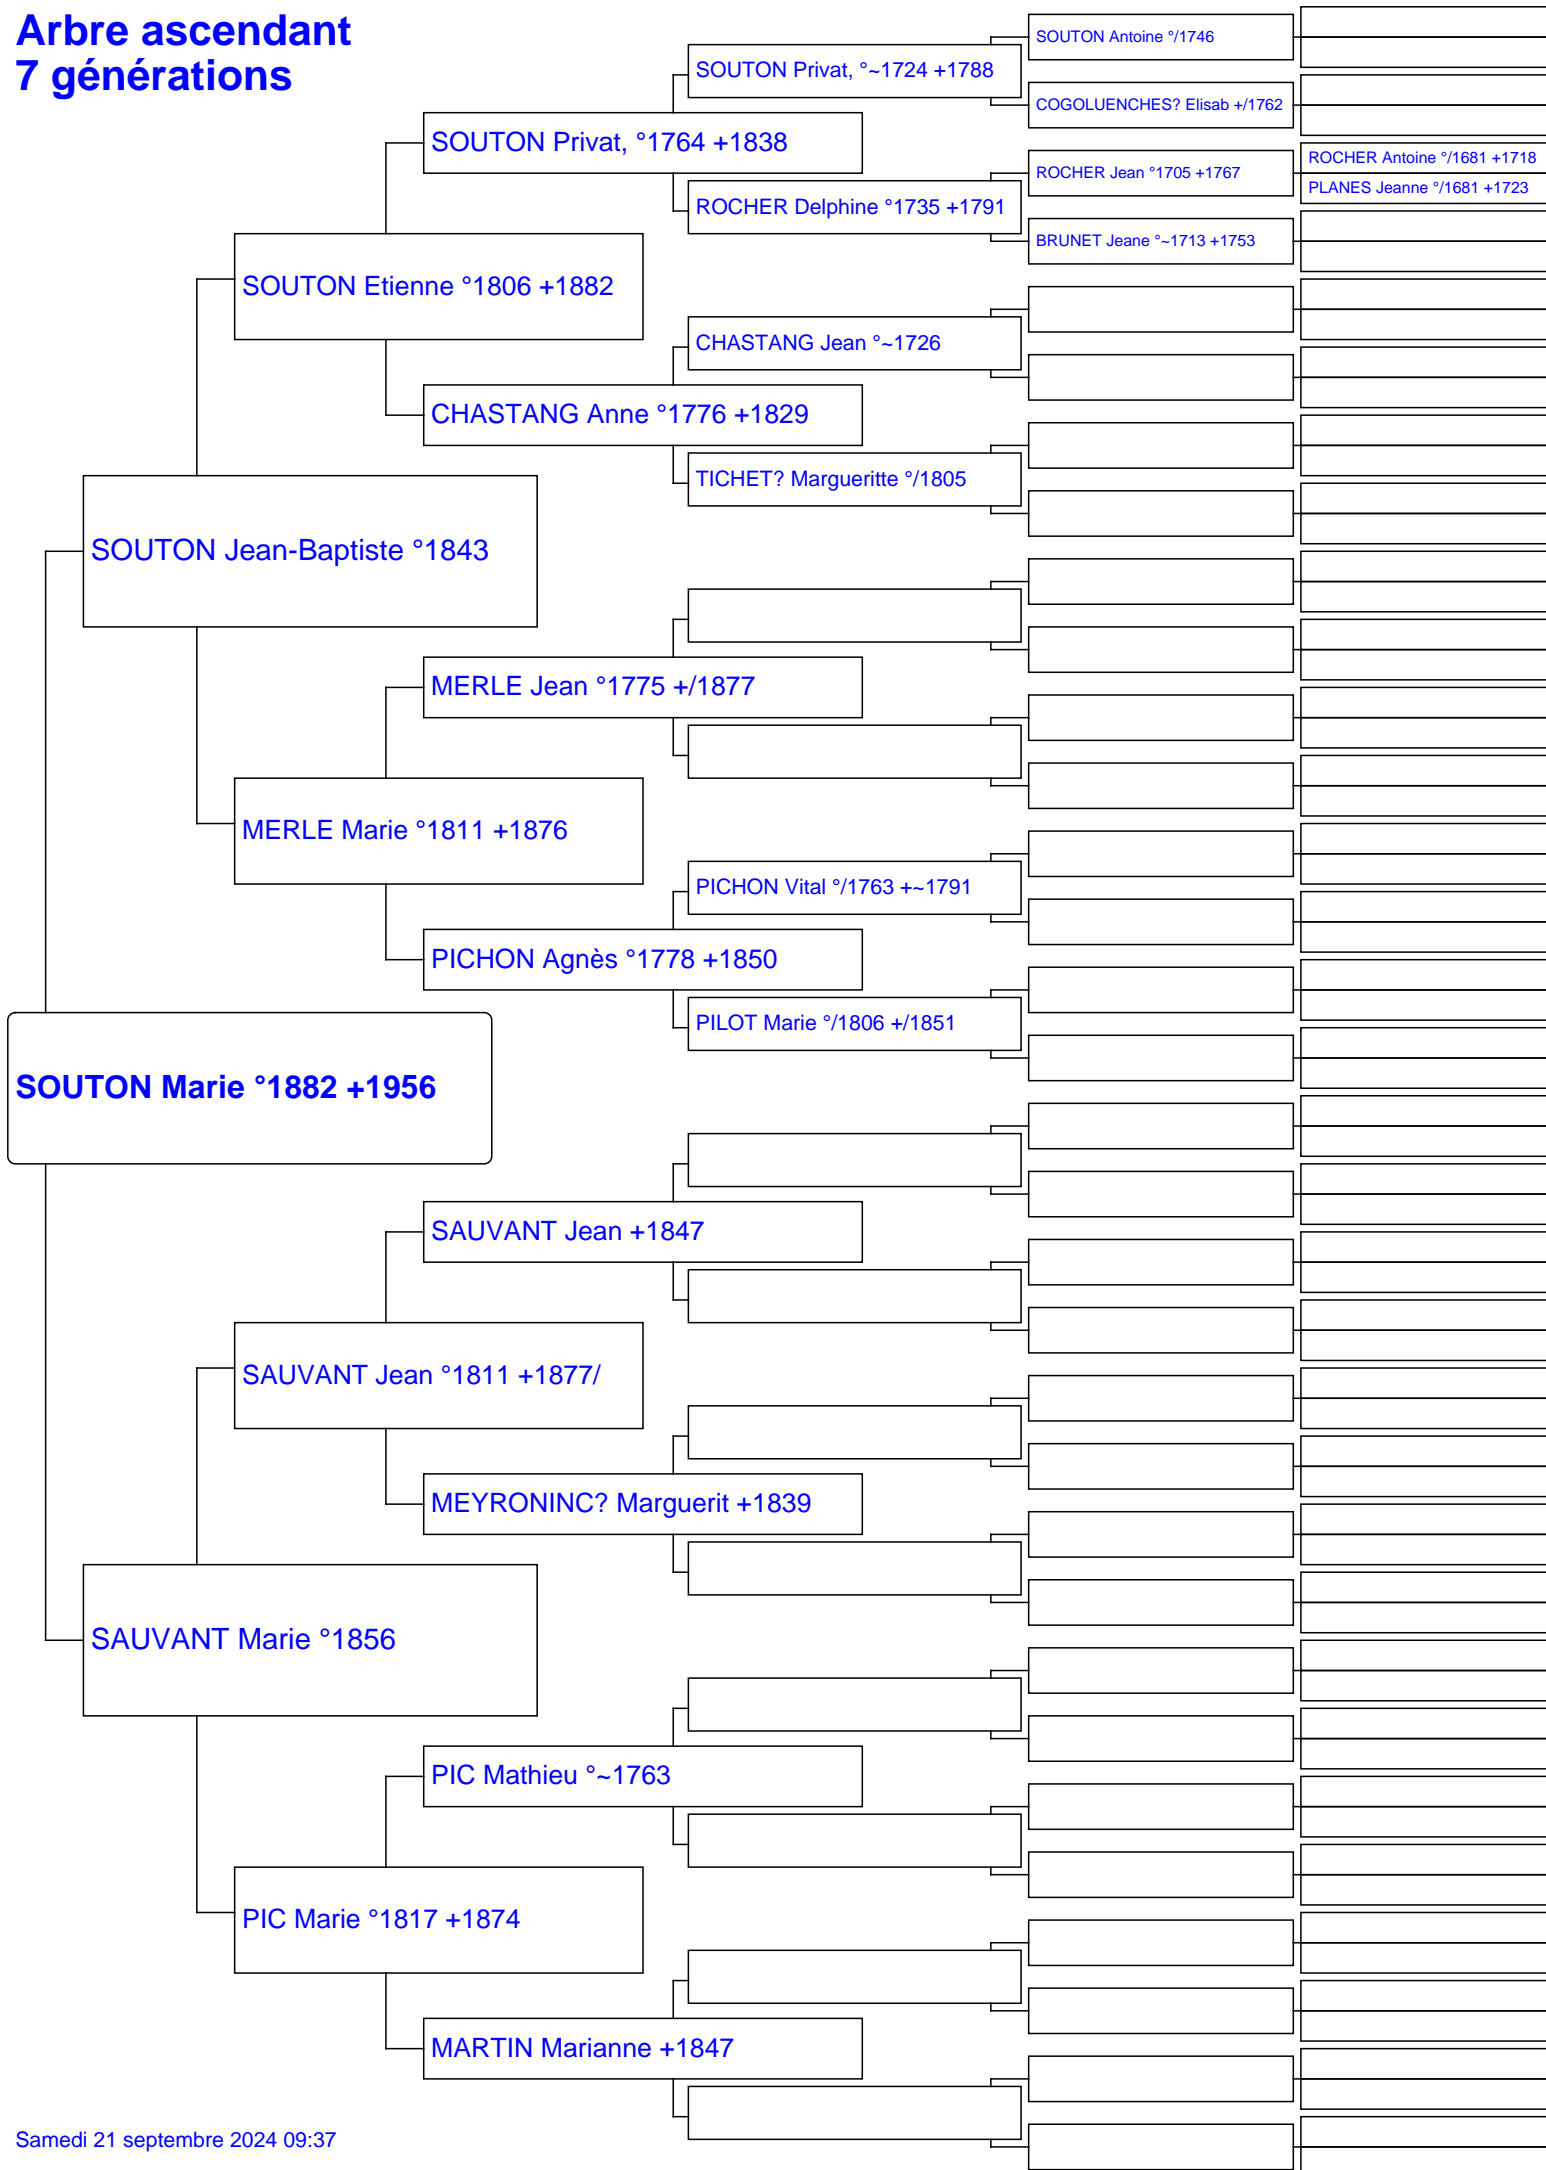 Arbre ascendant
7 générations
SOUTON Antoine °/1746
SOUTON Privat, °~1724 +1788
COGOLUENCHES? Elisab +/1762
SOUTON Privat, °1764 +1838
ROCHER Antoine °/1681 +1718
ROCHER Jean °1705 +1767
PLANES Jeanne °/1681 +1723
ROCHER Delphine °1735 +1791
BRUNET Jeane °~1713 +1753
SOUTON Etienne °1806 +1882
CHASTANG Jean °~1726
CHASTANG Anne °1776 +1829
TICHET? Margueritte °/1805
SOUTON Jean-Baptiste °1843
MERLE Jean °1775 +/1877
MERLE Marie °1811 +1876
PICHON Vital °/1763 +~1791
PICHON Agnès °1778 +1850
PILOT Marie °/1806 +/1851
SOUTON Marie °1882 +1956
SAUVANT Jean +1847
SAUVANT Jean °1811 +1877/
MEYRONINC? Marguerit +1839
SAUVANT Marie °1856
PIC Mathieu °~1763
PIC Marie °1817 +1874
MARTIN Marianne +1847
Samedi 21 septembre 2024 09:37